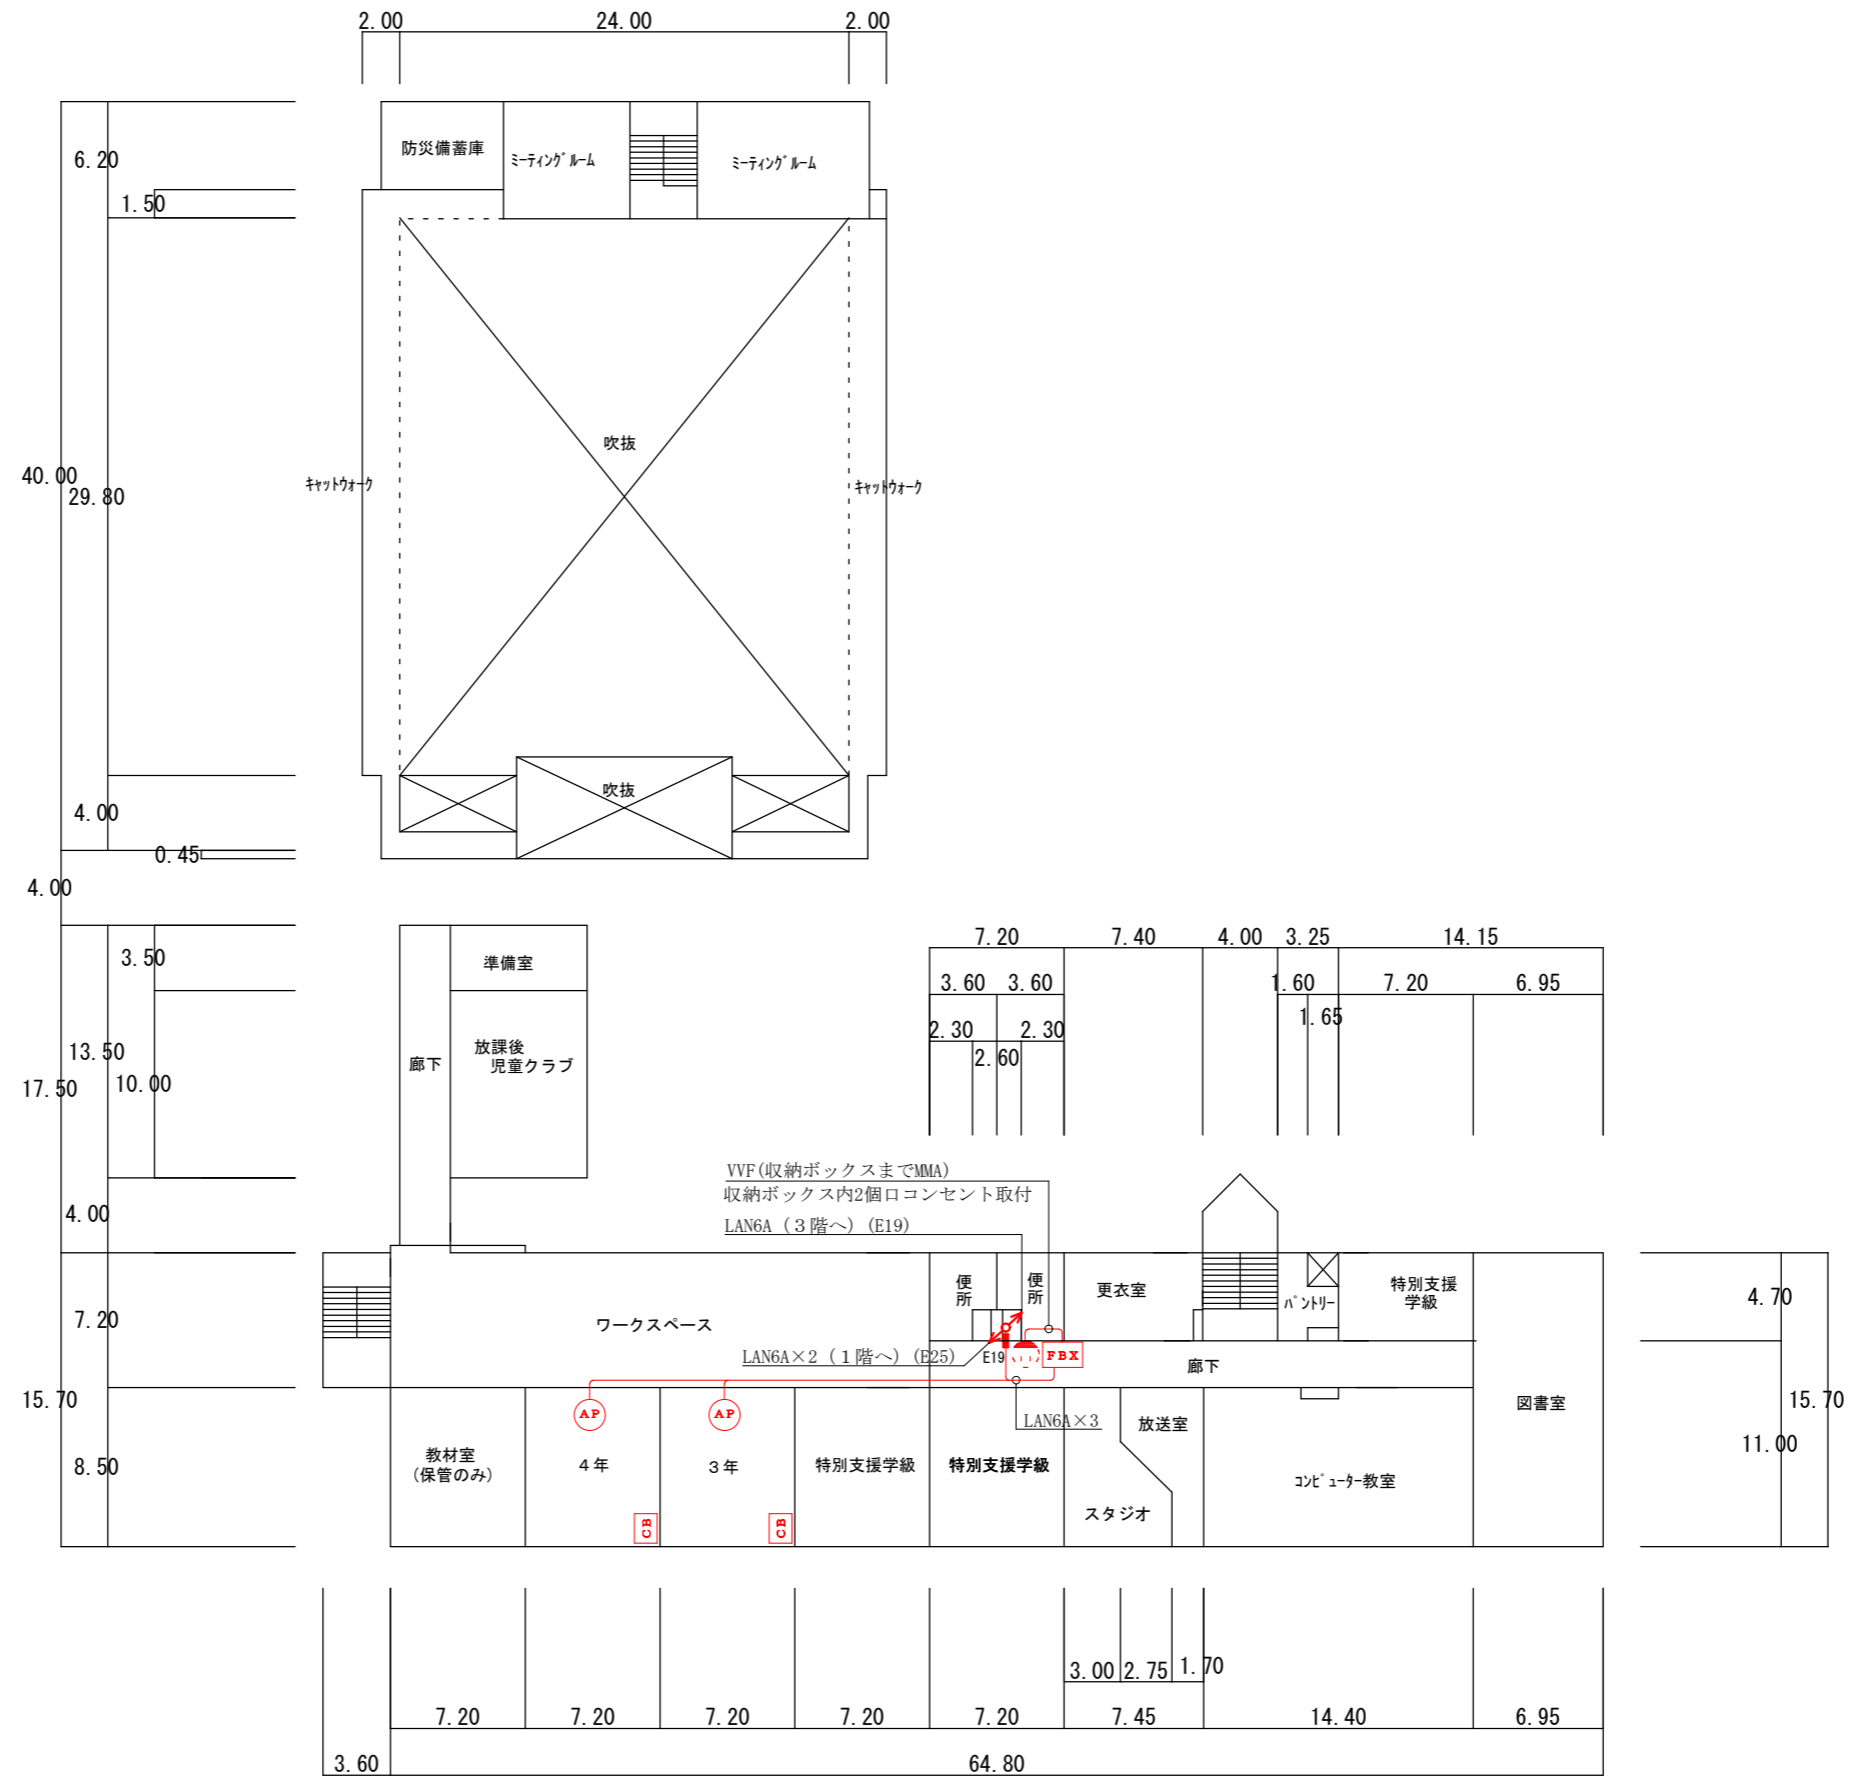 2.00 24.00 2.00
6.20
防災備蓄庫
ﾐｰﾃｨﾝｸﾞﾙｰﾑ
ﾐｰﾃｨﾝｸﾞﾙｰﾑ
1.50
吹抜
40.00
29.80
ｷｬｯﾄｳｫｰｸ
ｷｬｯﾄｳｫｰｸ
吹抜
4.00
0.45
4.00
7.20 7.40 4.00 3.25 14.15
3.50
準備室
3.60 3.60 1.60 7.20 6.95
2.30 2.30 1.65
2.60
13.50
放課後
児童クラブ
廊下
10.00
17.50
VVF(収納ボックスまでMMA)
収納ボックス内2個口コンセント取付
LAN6A（３階へ）(E19)
4.00
便所
便所
更衣室
ﾊﾟﾝﾄﾘｰ
特別支援
学級
4.70
7.20
ワークスペース
LAN6A×2（１階へ）(E25)
E19
FBX
廊下
15.70
AP
AP
LAN6A×3
放送室
図書室
15.70
11.00
8.50
教材室
(保管のみ)
４年
３年
特別支援学級
特別支援学級
スタジオ
ｺﾝﾋﾟｭｰﾀｰ教室
CB
CB
3.00 2.75 1.70
7.20 7.20 7.20 7.20 7.20 7.45 14.40 6.95
3.60 64.80